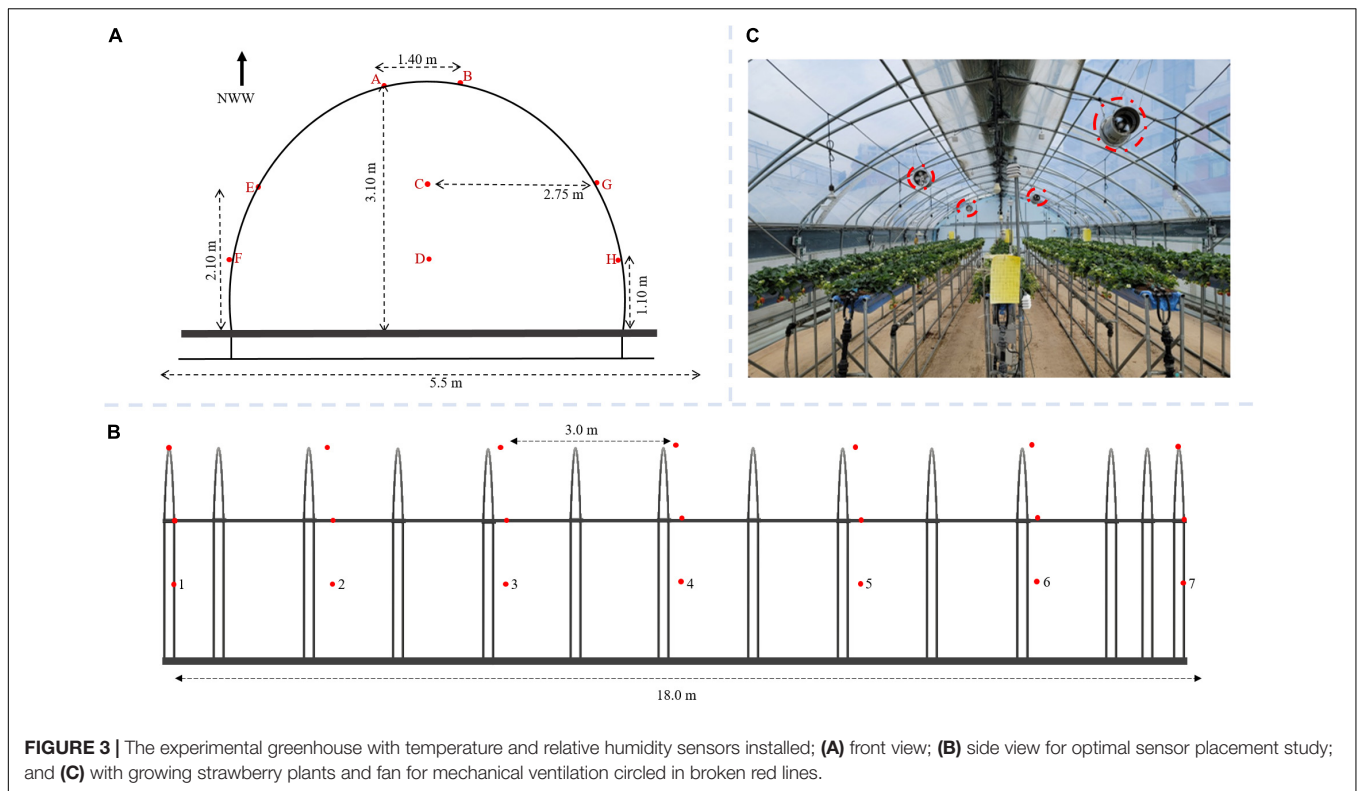 A
NWW
1.40 m
A
B
E
C
G
2.75 m
3.10 m
2.10 m
F
D
H
1.10 m
5.5 m
C
B
3.0 m
1
2
3
4
5
6
7
18.0 m
FIGURE 3 | The experimental greenhouse with temperature and relative humidity sensors installed; (A) front view; (B) side view for optimal sensor placement study;
and (C) with growing strawberry plants and fan for mechanical ventilation circled in broken red lines.